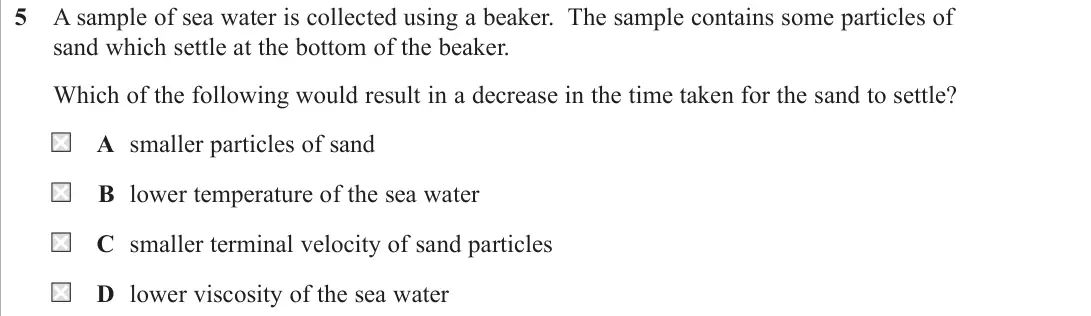 5 A sample of sea water is collected using a beaker. The sample contains some particles of
sand which settle at the bottom of the beaker.
Which of the following would result in a decrease in the time taken for the sand to settle?
A smaller particles of sand
B lower temperature of the sea water
C smaller terminal velocity of sand particles
D lower viscosity of the sea water